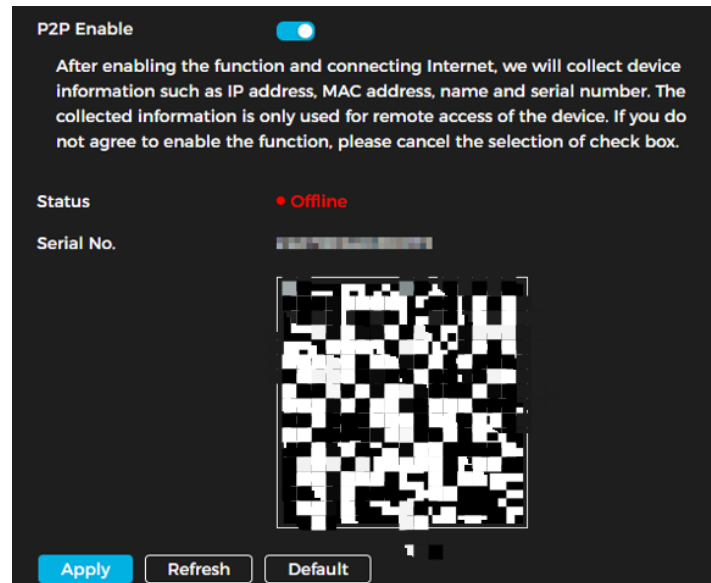 P2P Enable
After enabling the function and connecting Internet, we will collect device
information such as IP address, MAC address, name and serial number. The
collected information is only used for remote access of the device. If you do
not agree to enable the function, please cancel the selection of check box.
Status
Offline
Serial No.
Apply
Refresh
Default